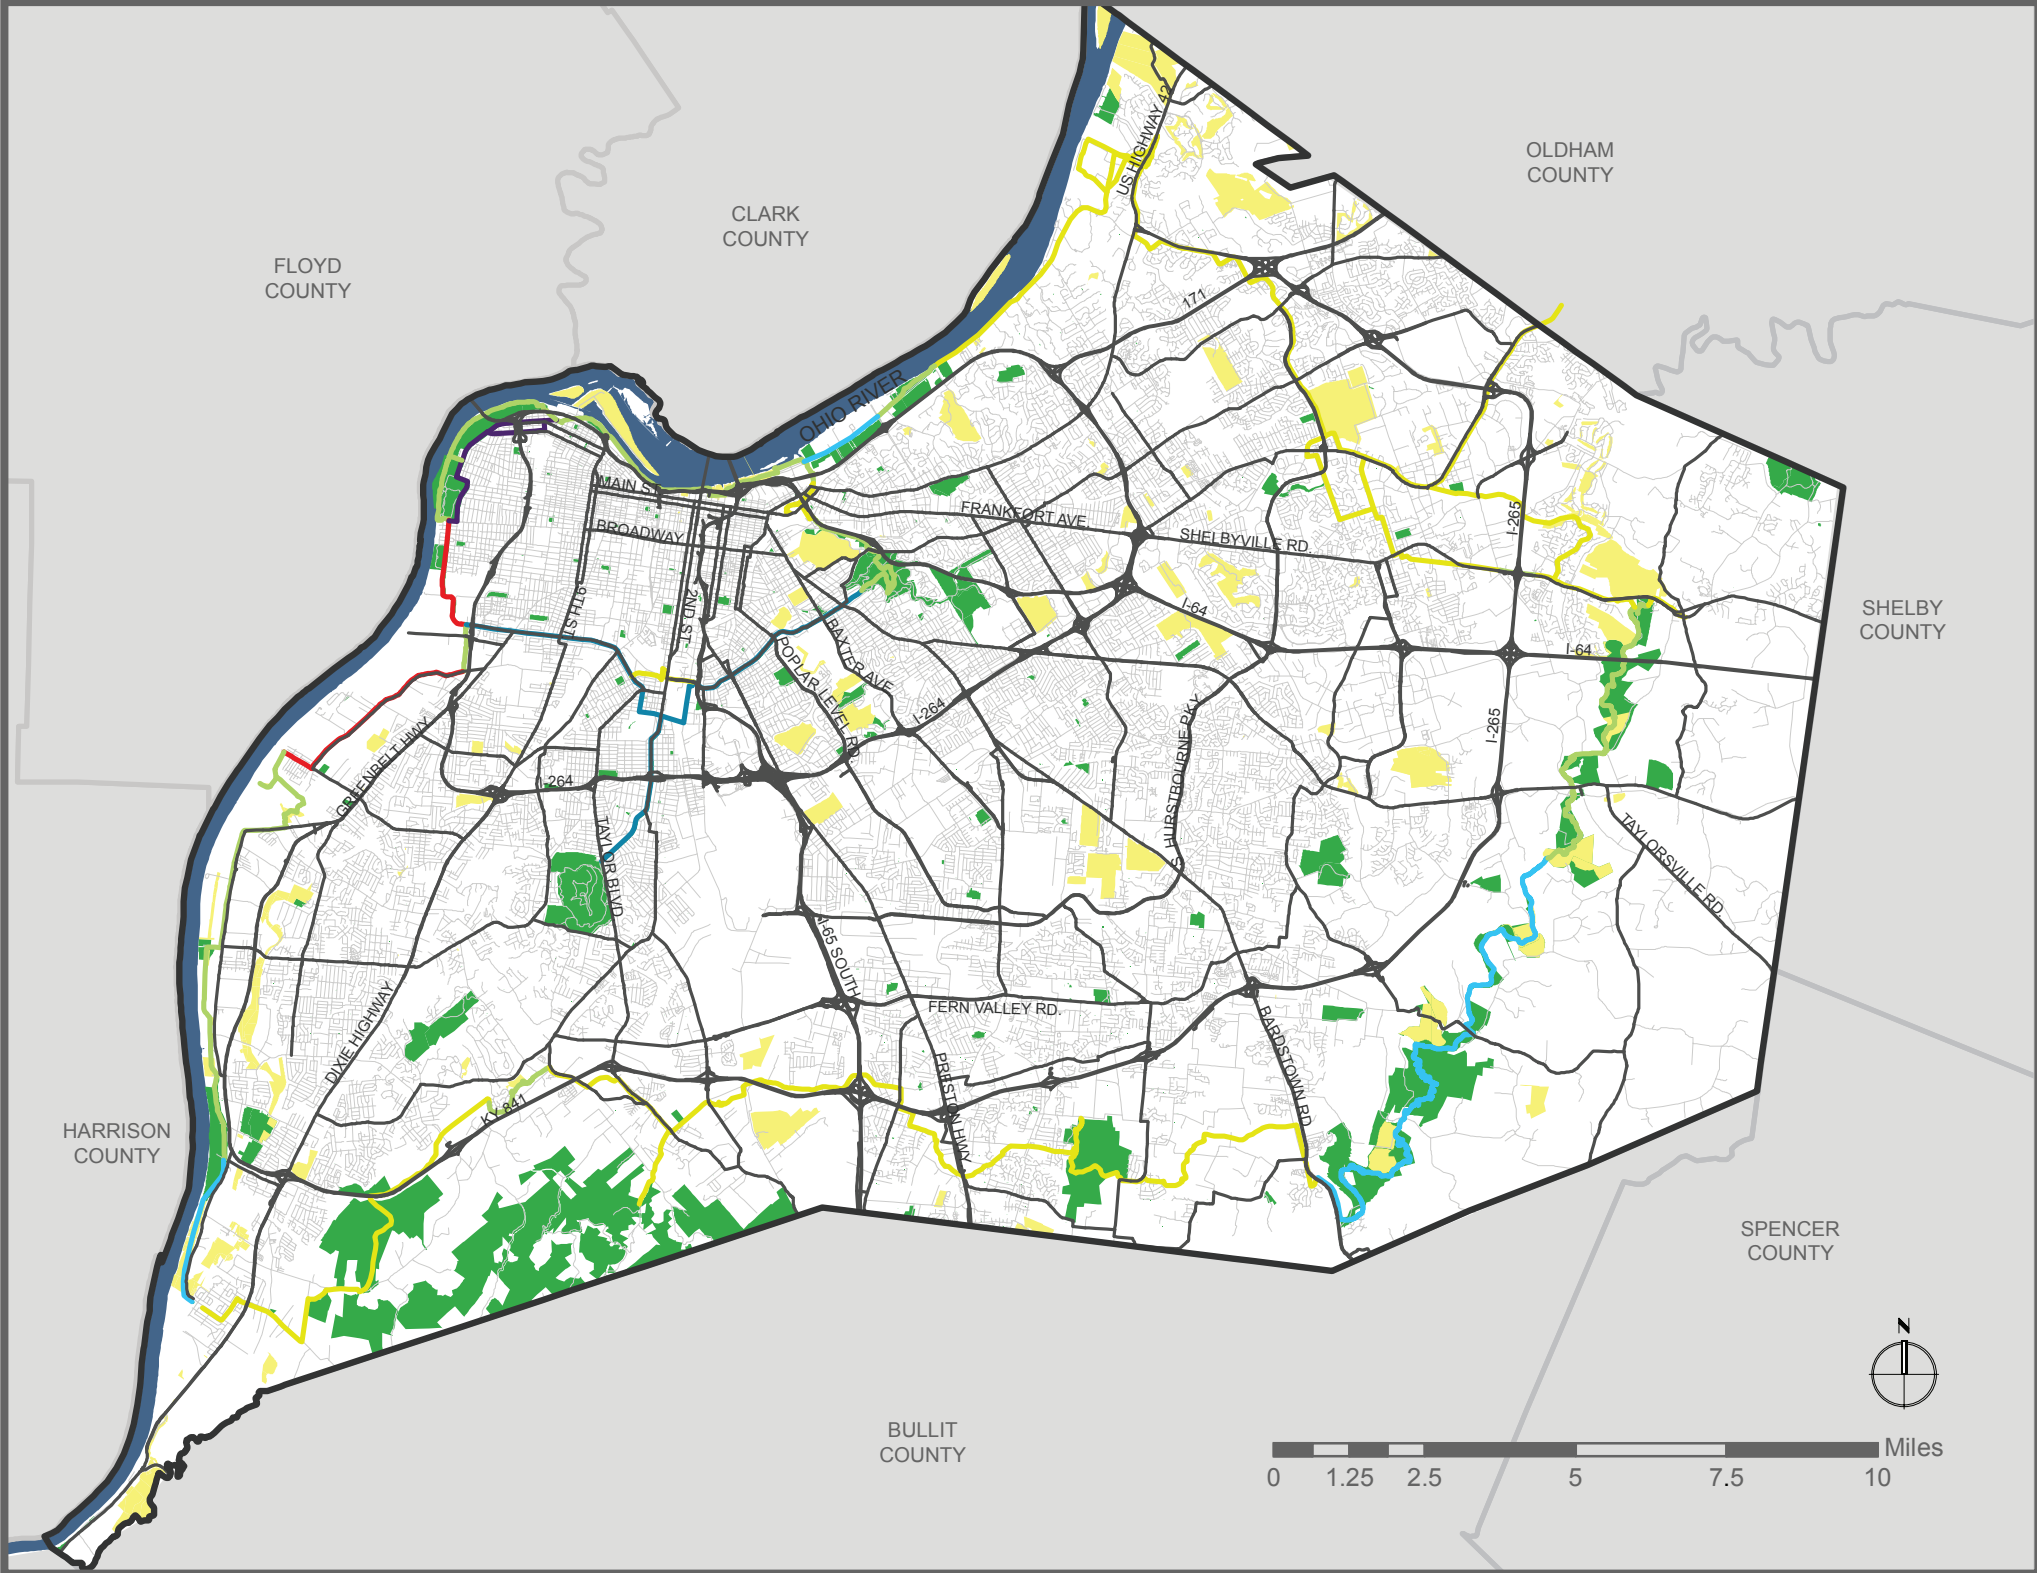 OLDHAM
COUNTY
CLARK
COUNTY
FLOYD
COUNTY
US HIGHWAY 42
171
OHIO RIVER
MAIN ST.
FRANKFORT AVE.
BROADWAY
SHELBYVILLE RD.
I-265
9TH ST.
2ND ST.
I-64
SHELBY
COUNTY
BAXTER AVE
POPLAR LEVEL RD.
I-64
I-264
GREENBELT HWY
S. HURSTBOURNE PKY
I-265
I-264
TAYLOR BLVD.
TAYLORSVILLE RD.
I-65 SOUTH
DIXIE HIGHWAY
FERN VALLEY RD.
BARDSTOWN RD
PRESTON HWY
KY 841
HARRISON
COUNTY
SPENCER
COUNTY
N
BULLIT
COUNTY
Miles
0 1.25 2.5 5 7.5 10